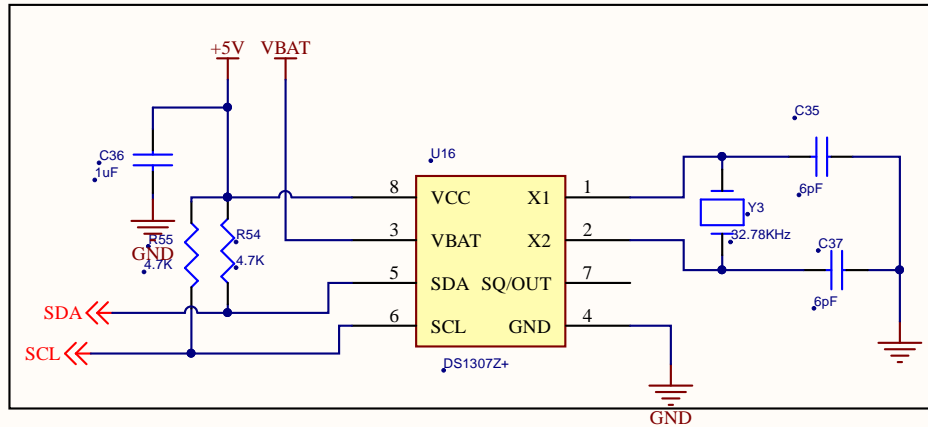 +5V
VBAT
C35
C36
1uF
U16
6pF
8
VCC
X1
1
Y3
32.78KHz
3
VBAT
X2
2
R55
4.7K
R54
4.7K
GND
C37
6pF
5
SDA
SQ/OUT
7
SDA
6
SCL
GND
4
SCL
DS1307Z+
GND